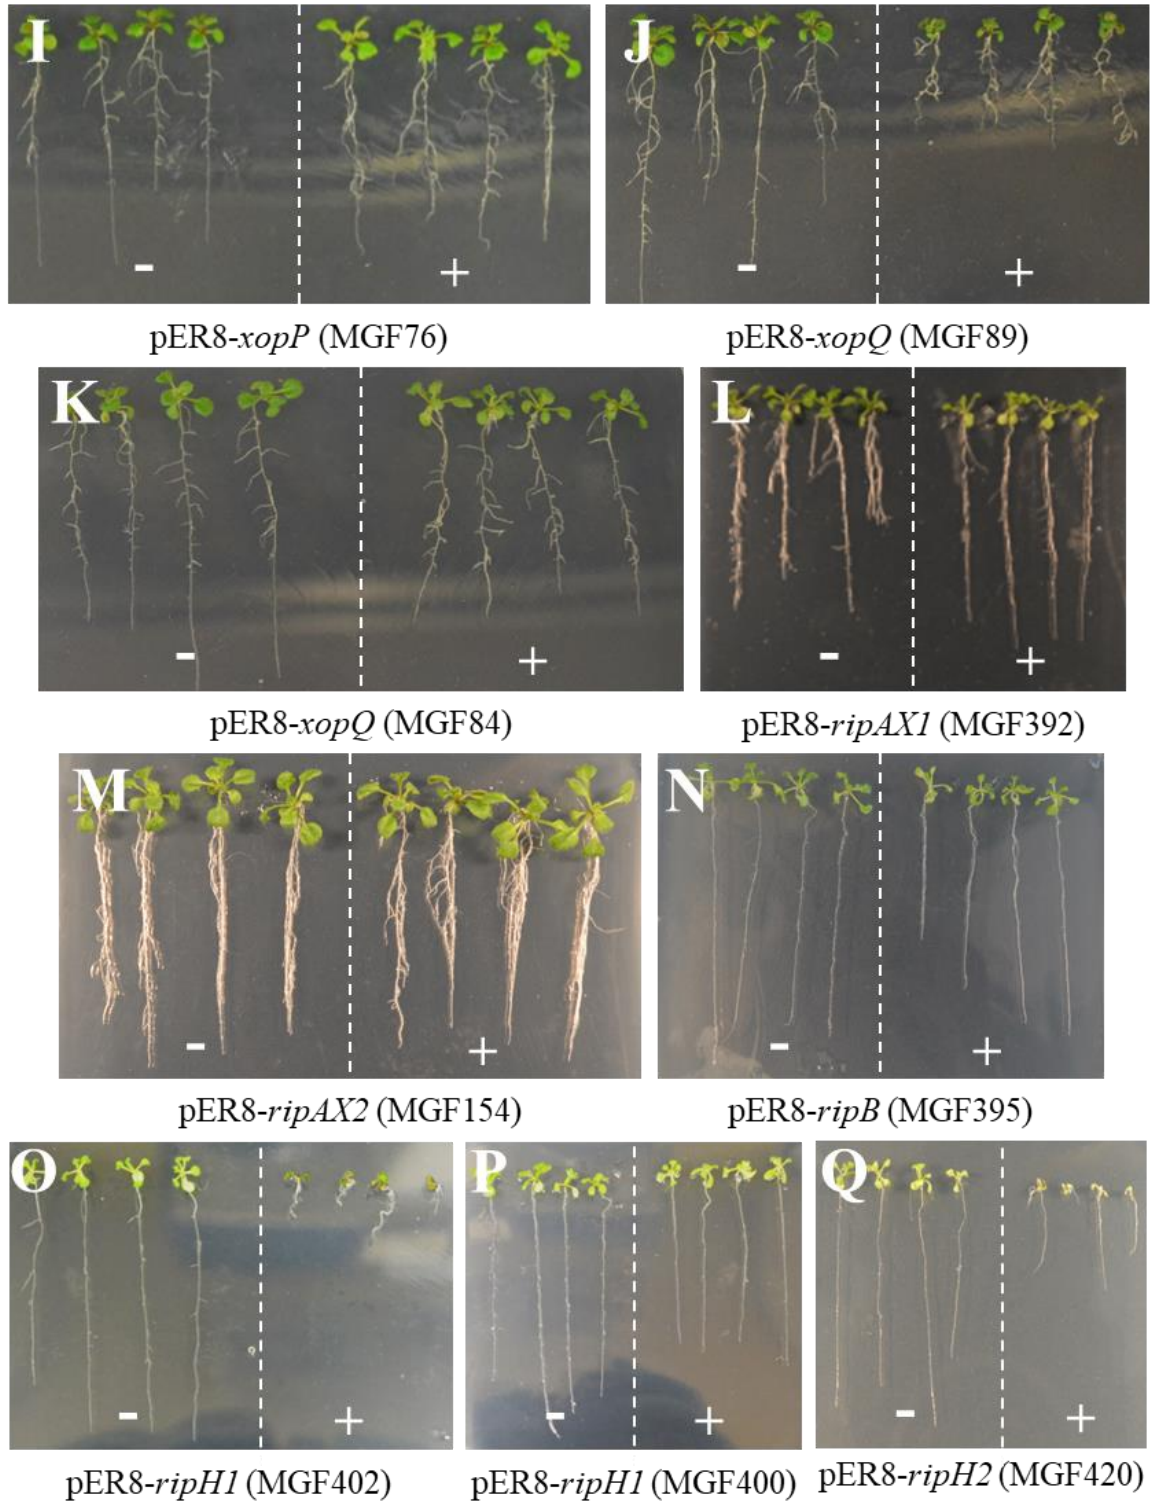 I
- +
pER8-xopP (MGF76)
J
- +
pER8-xopQ (MGF89)
K
- +
pER8-xopQ (MGF84)
L
- +
pER8-ripAX1 (MGF392)
M
- +
pER8-ripAX2 (MGF154)
N
- +
pER8-ripB (MGF395)
O
- +
pER8-ripH1 (MGF402)
P
- +
pER8-ripH1 (MGF400)
Q
- +
pER8-ripH2 (MGF420)